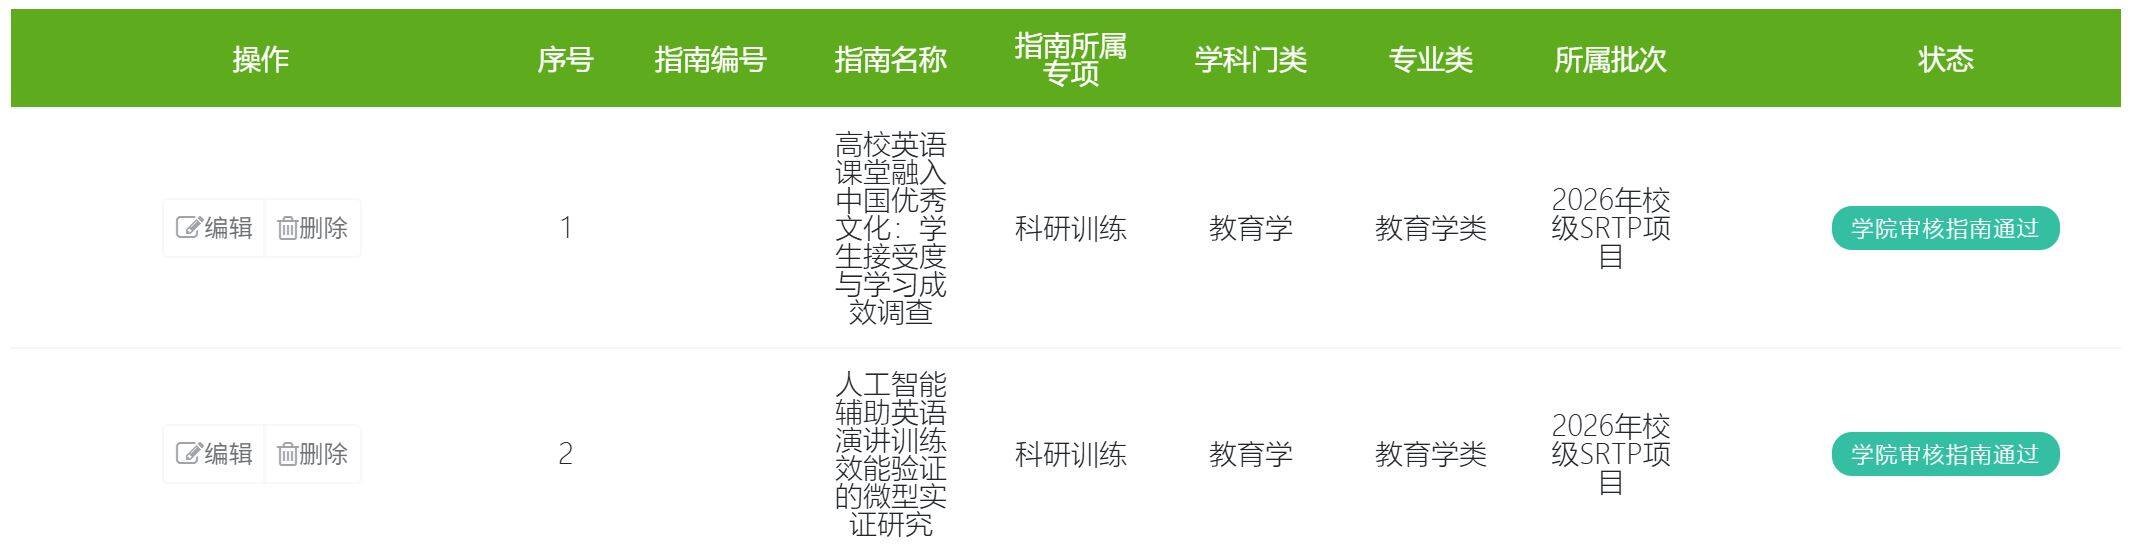 操作 序号 指南编号 指南名称 指南所属专项 学科门类 专业类 所属批次 状态
编辑 删除 1 科研训练 教育学 教育学类 学院审核指南通过
高校英语
课堂融入
中国优秀
文化：学
生接受度
与学习成
效调查
2026年校
级SRTP项
目
编辑 删除 2 科研训练 教育学 教育学类 学院审核指南通过
人工智能
辅助英语
演讲训练
效能验证
的微型实
证研究
2026年校
级SRTP项
目